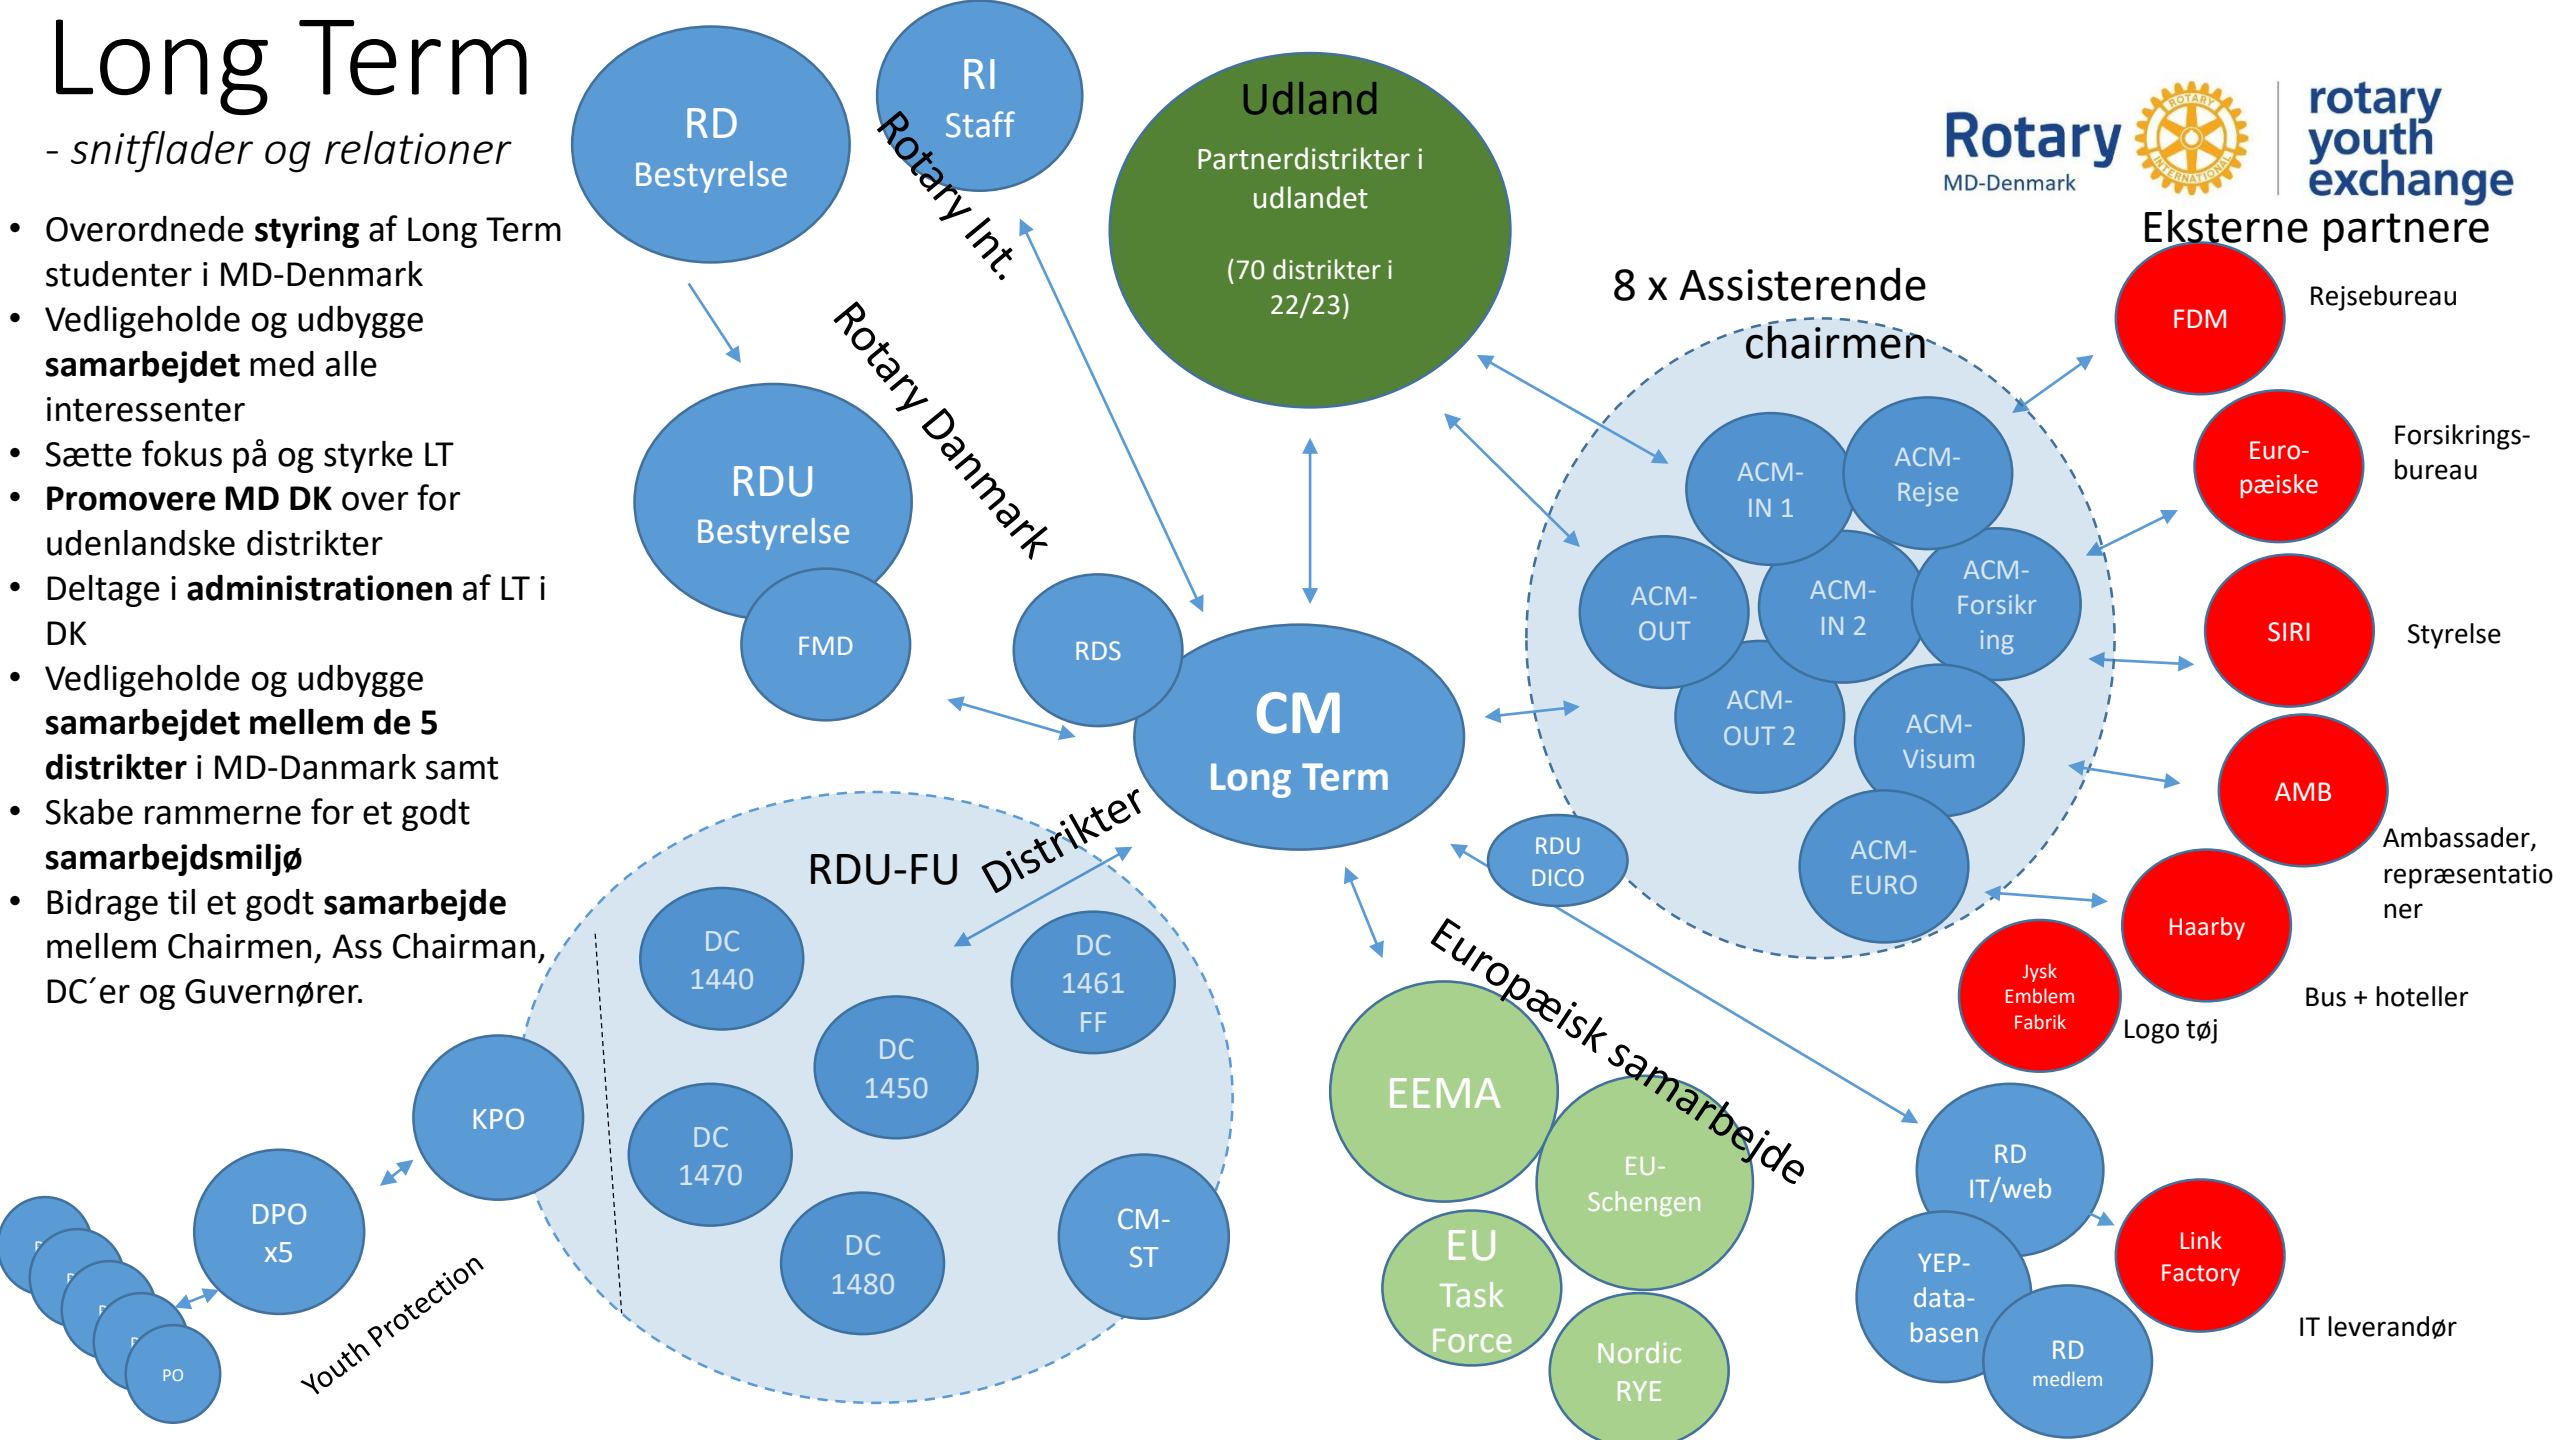 Long Term
- snitflader og relationer
• Overordnede styring af Long Term
studenter i MD-Denmark
• Vedligeholde og udbygge
samarbejdet med alle
interessenter
• Sætte fokus på og styrke LT
• Promovere MD DK over for
udenlandske distrikter
• Deltage i administrationen af LT i
DK
• Vedligeholde og udbygge
samarbejdet mellem de 5
distrikter i MD-Danmark samt
• Skabe rammerne for et godt
samarbejdsmiljø
• Bidrage til et godt samarbejde
mellem Chairmen, Ass Chairman,
DC´er og Guvernører.
RD
Bestyrelse
RI
Staff
Rotary Int.
Rotary Danmark
RDU
Bestyrelse
FMD
RDS
Udland
Partnerdistrikter i
udlandet
(70 distrikter i
22/23)
CM
Long Term
8 x Assisterende
chairmen
ACM-
IN 1
ACM-
Rejse
ACM-
OUT
ACM-
IN 2
ACM-
Forsikr
ing
ACM-
OUT 2
ACM-
Visum
ACM-
EURO
RDU
DICO
Rotary
MD-Denmark
ROTARY
INTERNATIONAL
rotary
youth
exchange
Eksterne partnere
FDM
Rejsebureau
Euro-
pæiske
Forsikrings-
bureau
SIRI
Styrelse
AMB
Ambassader,
repræsentatio
ner
Haarby
Bus + hoteller
Jysk
Emblem
Fabrik
Logo tøj
Distrikter
RDU-FU
DC
1440
DC
1461
FF
DC
1450
DC
1470
DC
1480
CM-
ST
KPO
DPO
x5
PO
Youth Protection
Europæisk samarbejde
EEMA
EU-
Schengen
EU
Task
Force
Nordic
RYE
RD
IT/web
YEP-
data-
basen
RD
medlem
Link
Factory
IT leverandør